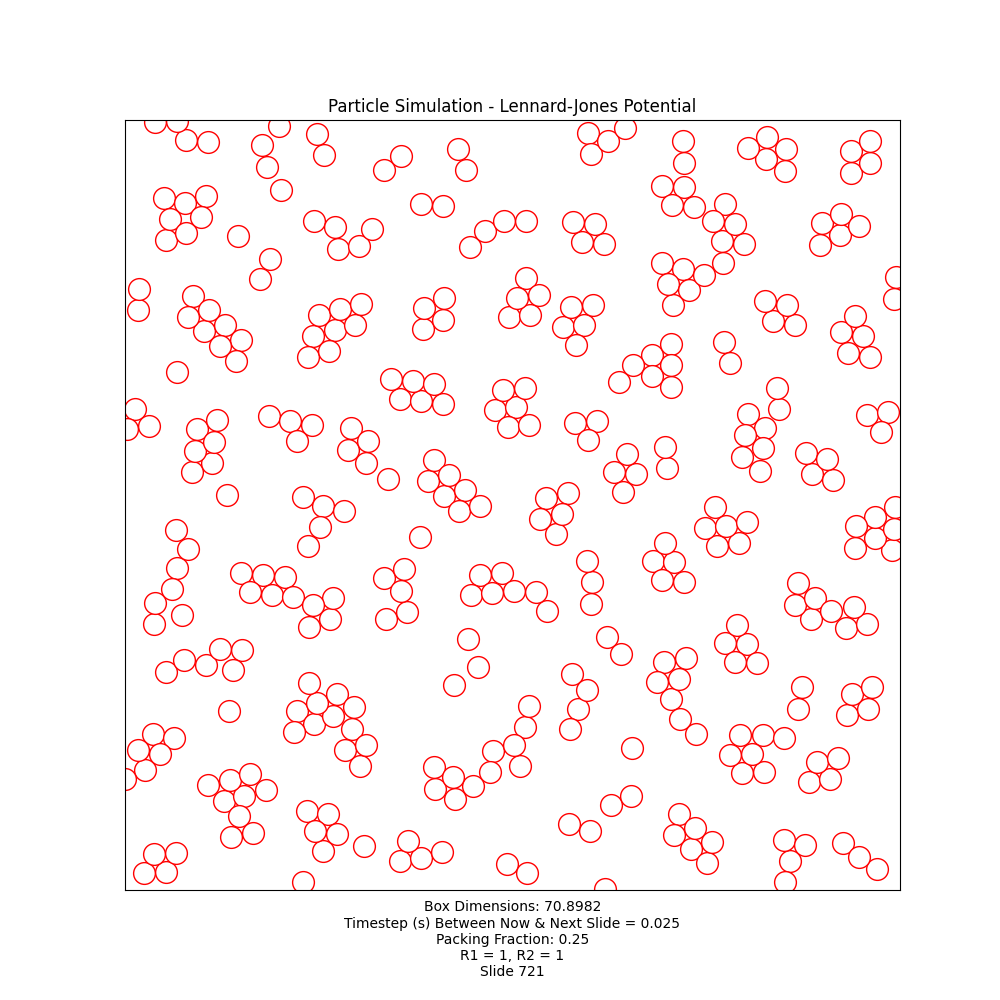 Particle Simulation - Lennard-Jones Potential
Box Dimensions: 70.8982
Timestep (s) Between Now & Next Slide = 0.025
Packing Fraction: 0.25
R1 = 1, R2 = 1
Slide 721